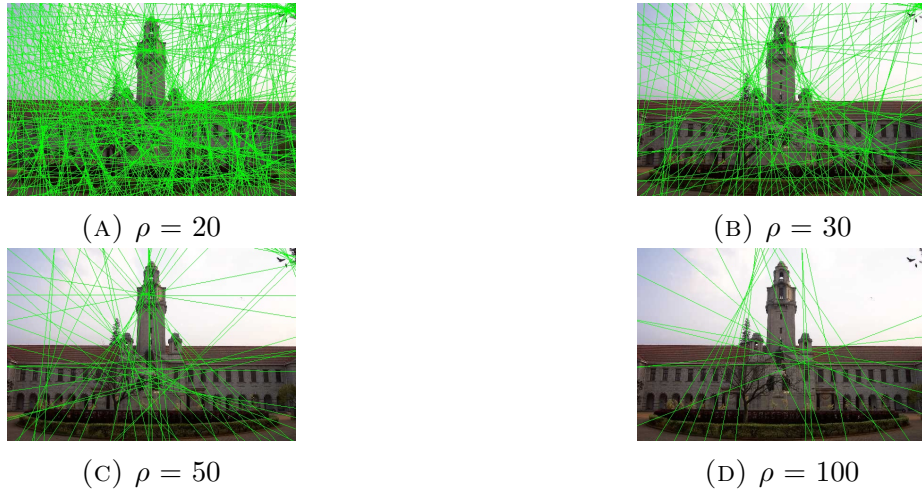 (A) ρ = 20
(B) ρ = 30
(C) ρ = 50
(D) ρ = 100